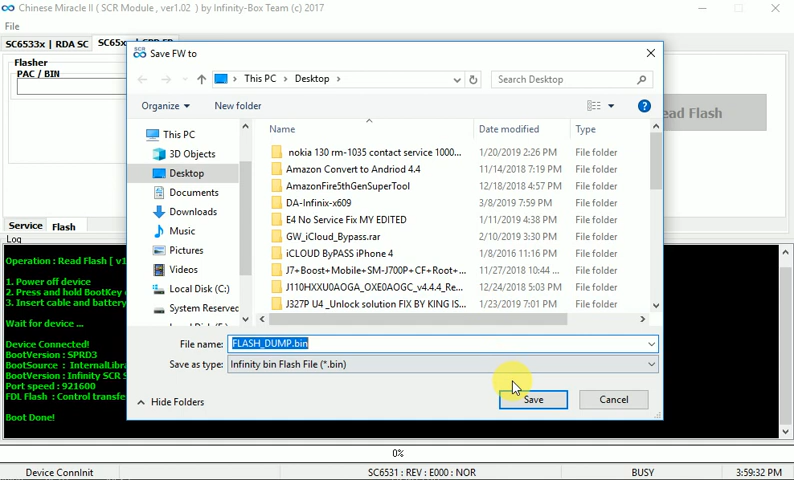 Chinese Miracle II ( SCR Module , ver1.02 ) by Infinity-Box Team (c) 2017
File
SC6533x | RDA SC
Flasher
PAC / BIN
ead Flash
Service
Flash
Log
Operation : Read Flash [ v1
1. Power off device
2. Press and hold BootKey
3. Insert cable and battery
Wait for device ...
Device Connected!
BootVersion : SPRD3
BootSource : InternalLibra
BootVersion : Infinity SCR S
Port speed : 921600
FDL Flash : Control transfe
Boot Done!
SCR
Save FW to
This PC
Desktop
Search Desktop
Organize
New folder
This PC
3D Objects
Desktop
Documents
Downloads
Music
Pictures
Videos
Local Disk (C:)
System Reserved
Name
Date modified
Type
nokia 130 rm-1035 contact service 1000...
1/20/2019 2:26 PM
File folder
Amazon Convert to Andriod 4.4
11/14/2018 7:19 PM
File folder
AmazonFire5thGenSuperTool
12/18/2018 4:57 PM
File folder
DA-Infinix-x609
3/8/2019 7:59 PM
File folder
E4 No Service Fix MY EDITED
1/11/2019 4:38 PM
File folder
GW_iCloud_Bypass.rar
2/10/2019 3:30 PM
File folder
iCLOUD ByPASS iPhone 4
1/8/2016 11:16 PM
File folder
J7+Boost+Mobile+SM-J700P+CF+Root+...
11/27/2018 10:44 ...
File folder
J110HXXU0AOGA_OXE0AOGC_v4.4.4_Re...
12/24/2018 5:03 PM
File folder
J327P U4 _Unlock solution FIX BY KING IS...
1/23/2019 7:01 PM
File folder
File name:
FLASH_DUMP.bin
Save as type:
Infinity bin Flash File (*.bin)
Hide Folders
Save
Cancel
0%
Device ConnInit
SC6531 : REV : E000 : NOR
BUSY
3:59:32 PM